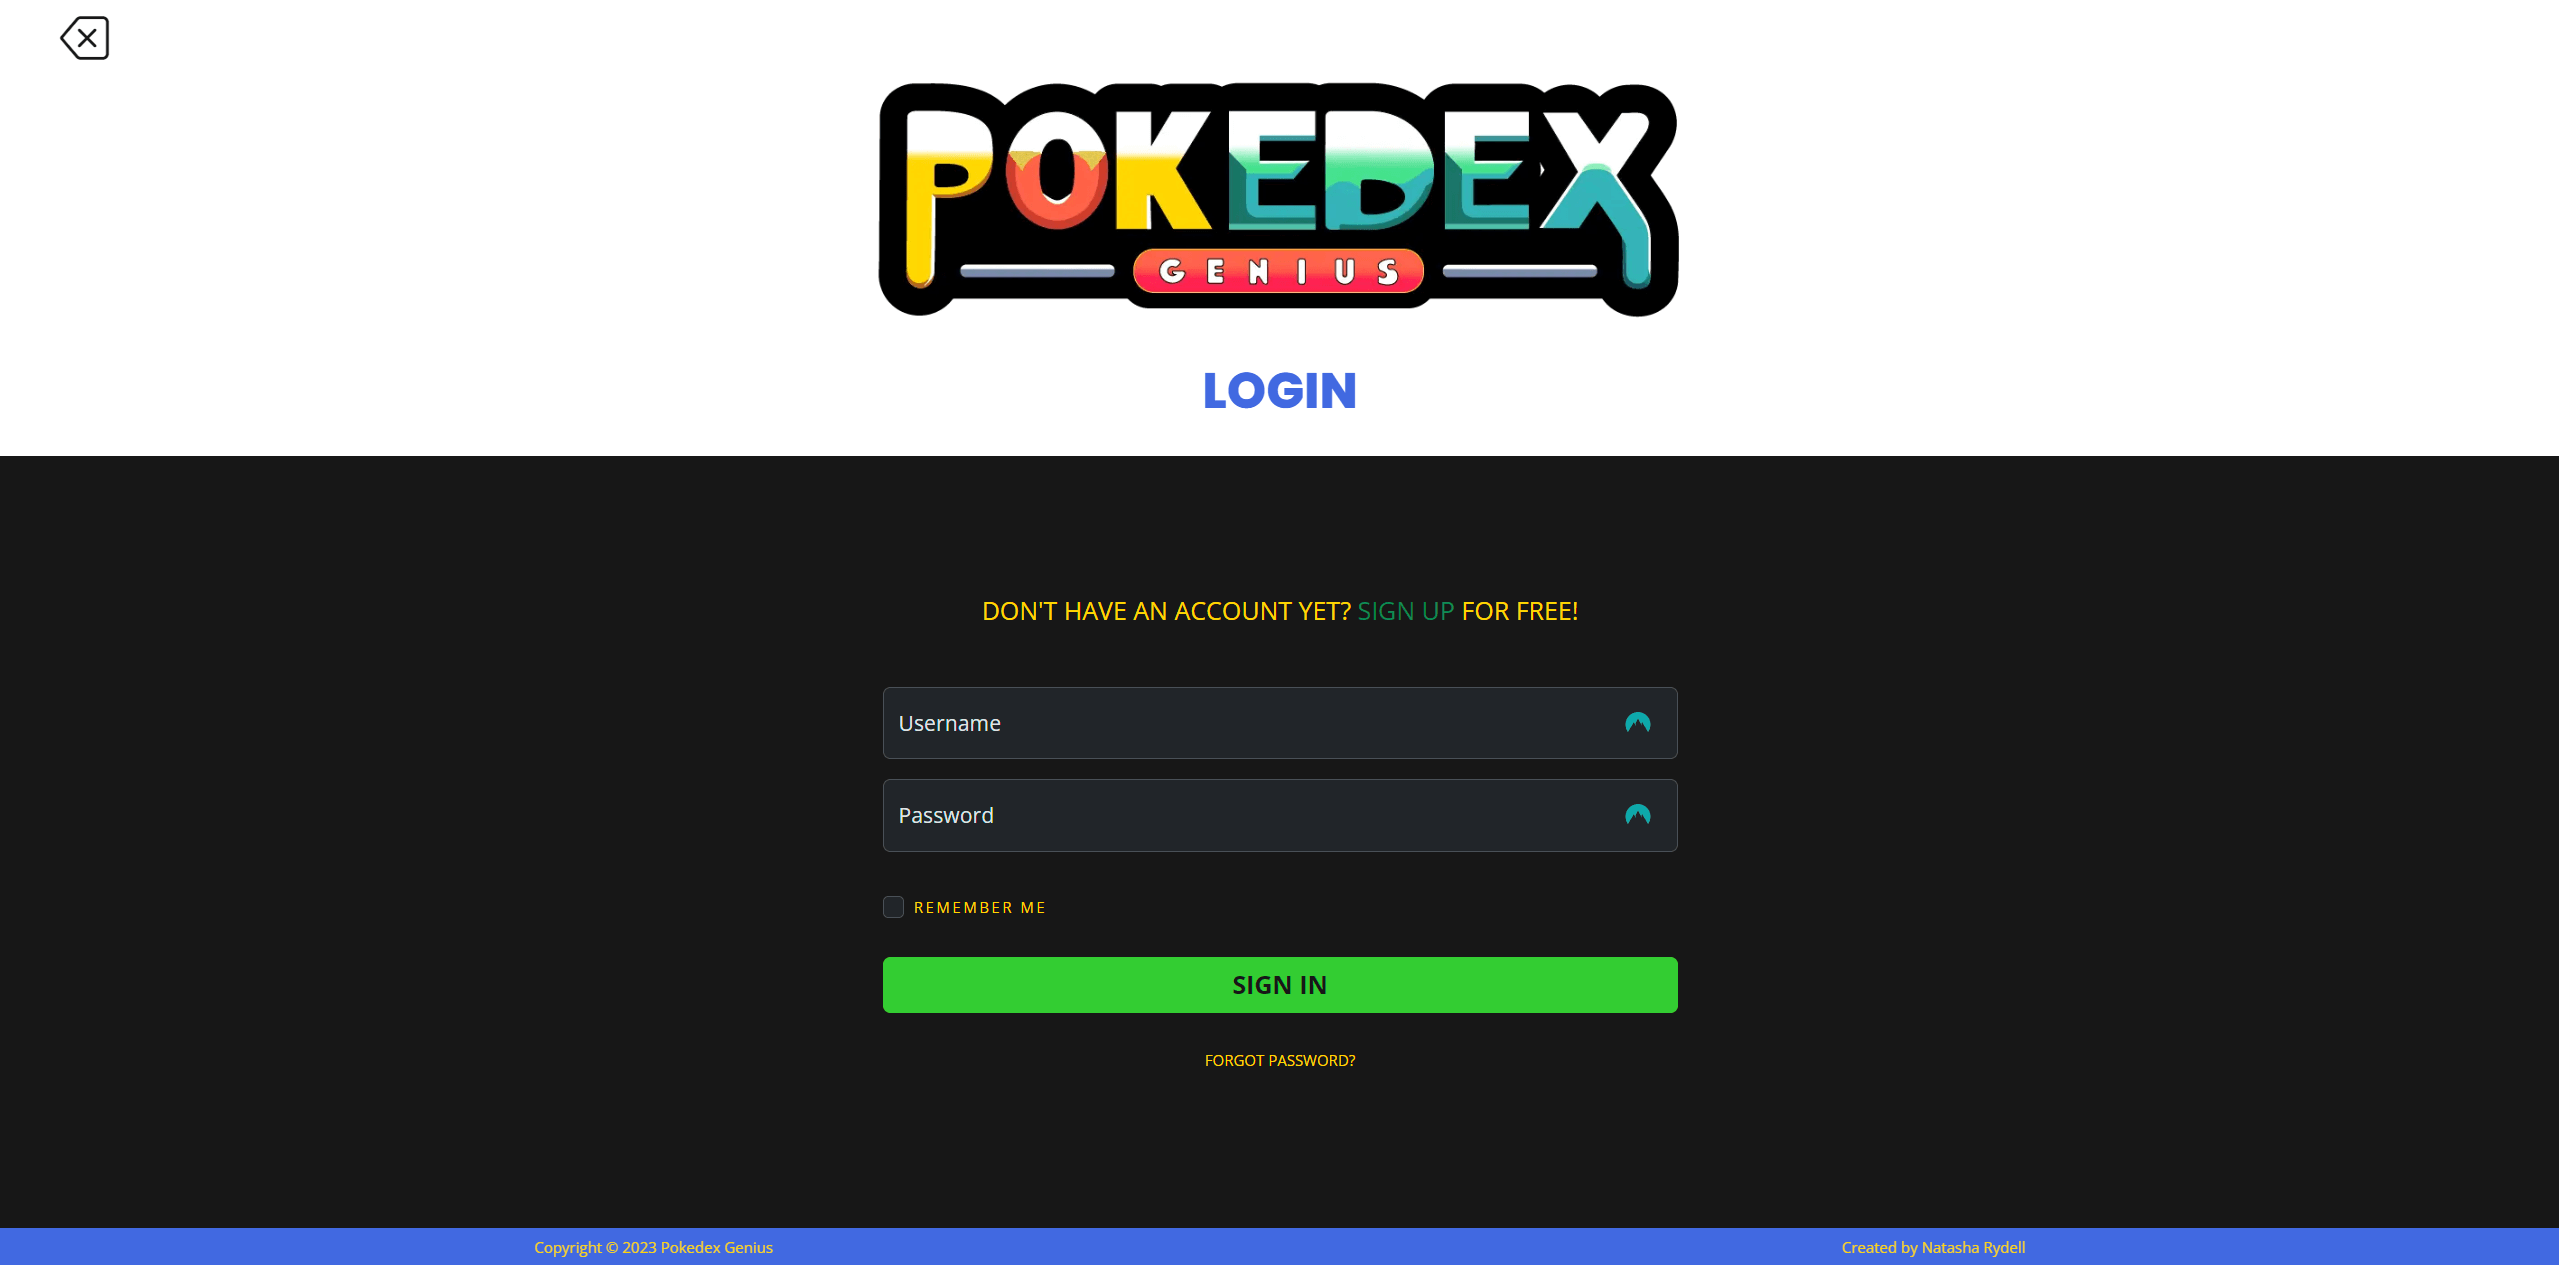 POKEDEX
GENIUS
LOGIN
DON'T HAVE AN ACCOUNT YET? SIGN UP FOR FREE!
Username
Password
REMEMBER ME
SIGN IN
FORGOT PASSWORD?
Copyright © 2023 Pokedex Genius
Created by Natasha Rydell